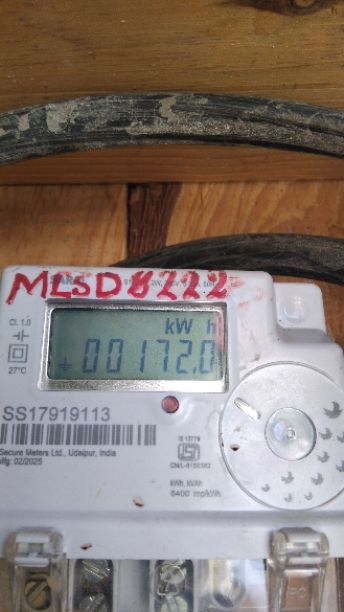 MLSD8222
Cl. 1.0
kW h
00172.0
27°C
SS17919113
IS 13779
Secure Meters Ltd., Udaipur, India
Mfg: 02/2025
kWh, kVAh
6400 imp/kWh